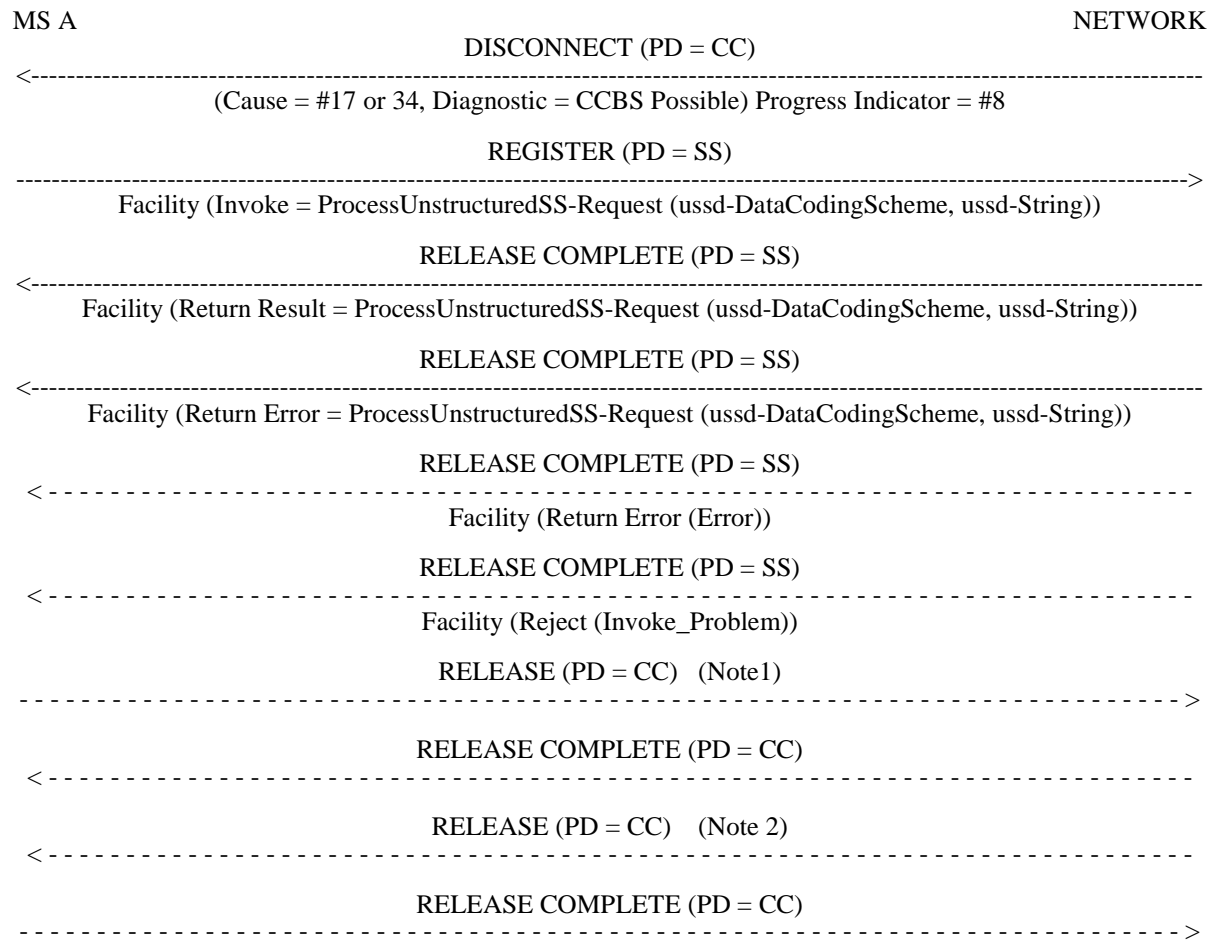 MS A NETWORK
DISCONNECT (PD = CC)
(Cause = #17 or 34, Diagnostic = CCBS Possible) Progress Indicator = #8
REGISTER (PD = SS)
Facility (Invoke = ProcessUnstructuredSS-Request (ussd-DataCodingScheme, ussd-String))
RELEASE COMPLETE (PD = SS)
Facility (Return Result = ProcessUnstructuredSS-Request (ussd-DataCodingScheme, ussd-String))
RELEASE COMPLETE (PD = SS)
Facility (Return Error = ProcessUnstructuredSS-Request (ussd-DataCodingScheme, ussd-String))
RELEASE COMPLETE (PD = SS)
Facility (Return Error (Error))
RELEASE COMPLETE (PD = SS)
Facility (Reject (Invoke_Problem))
RELEASE (PD = CC) (Note1)
RELEASE COMPLETE (PD = CC)
RELEASE (PD = CC) (Note 2)
RELEASE COMPLETE (PD = CC)